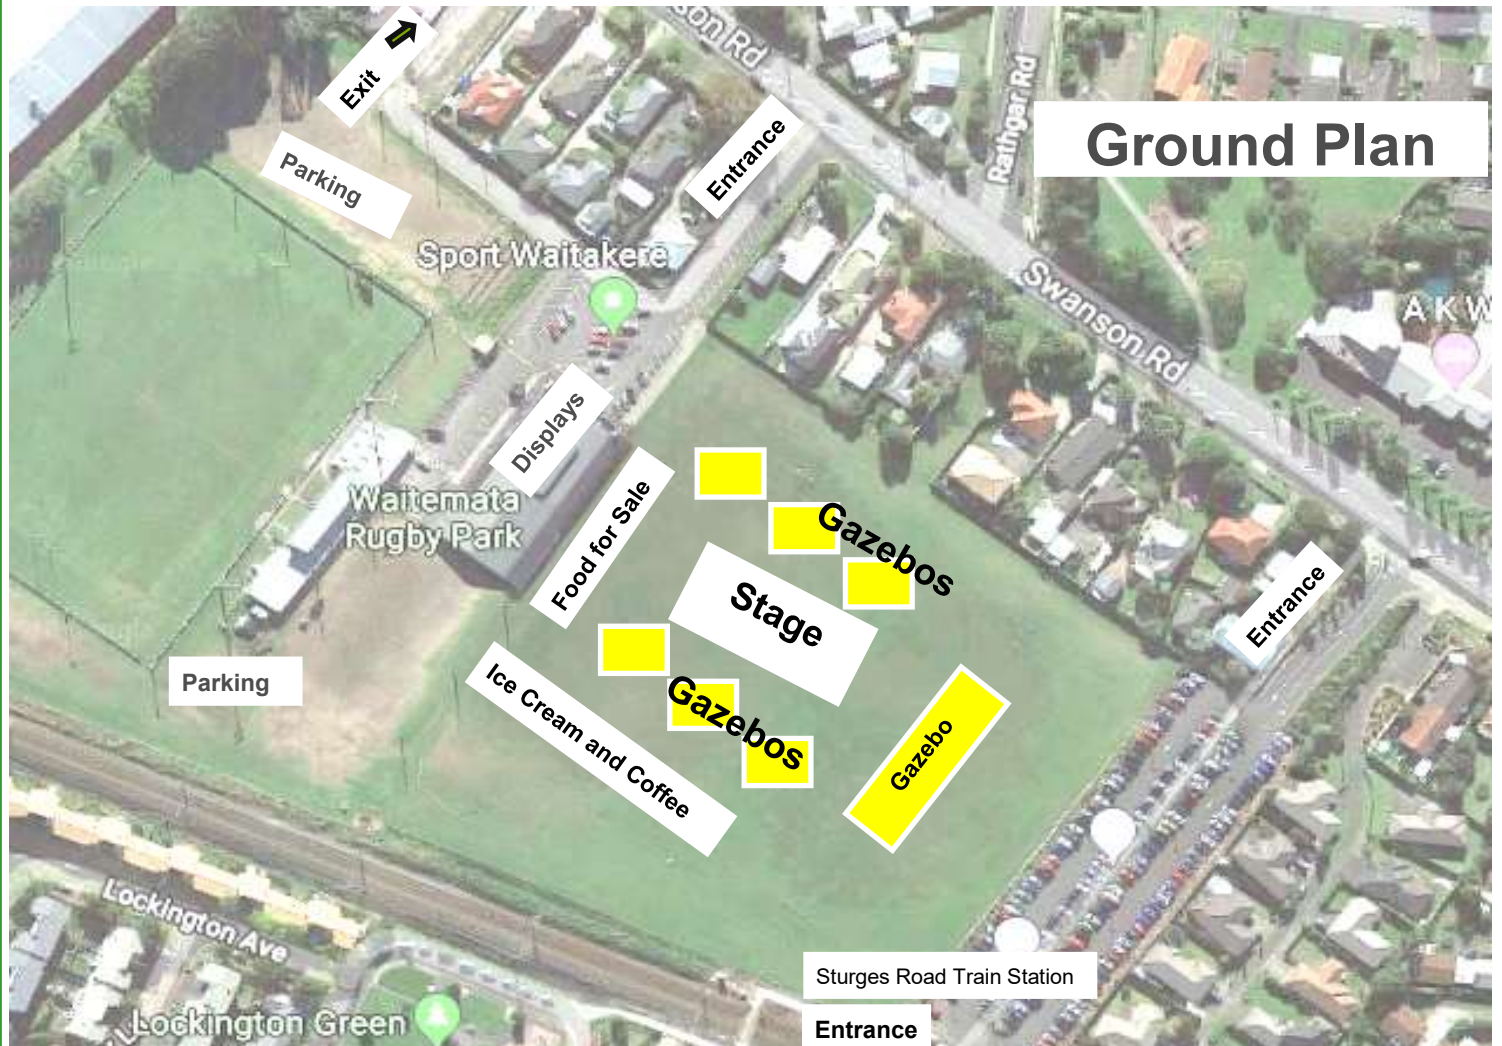 son Rd
Exit
Rathgar Rd
Ground Plan
Entrance
Parking
Sport Waitakere
Swanson Rd
A K W
Displays
Waitemata
Rugby Park
Food for Sale
Gazebos
Stage
Entrance
Parking
Ice Cream and Coffee
Gazebos
Gazebo
Lockington Ave
Sturges Road Train Station
Lockington Green
Entrance